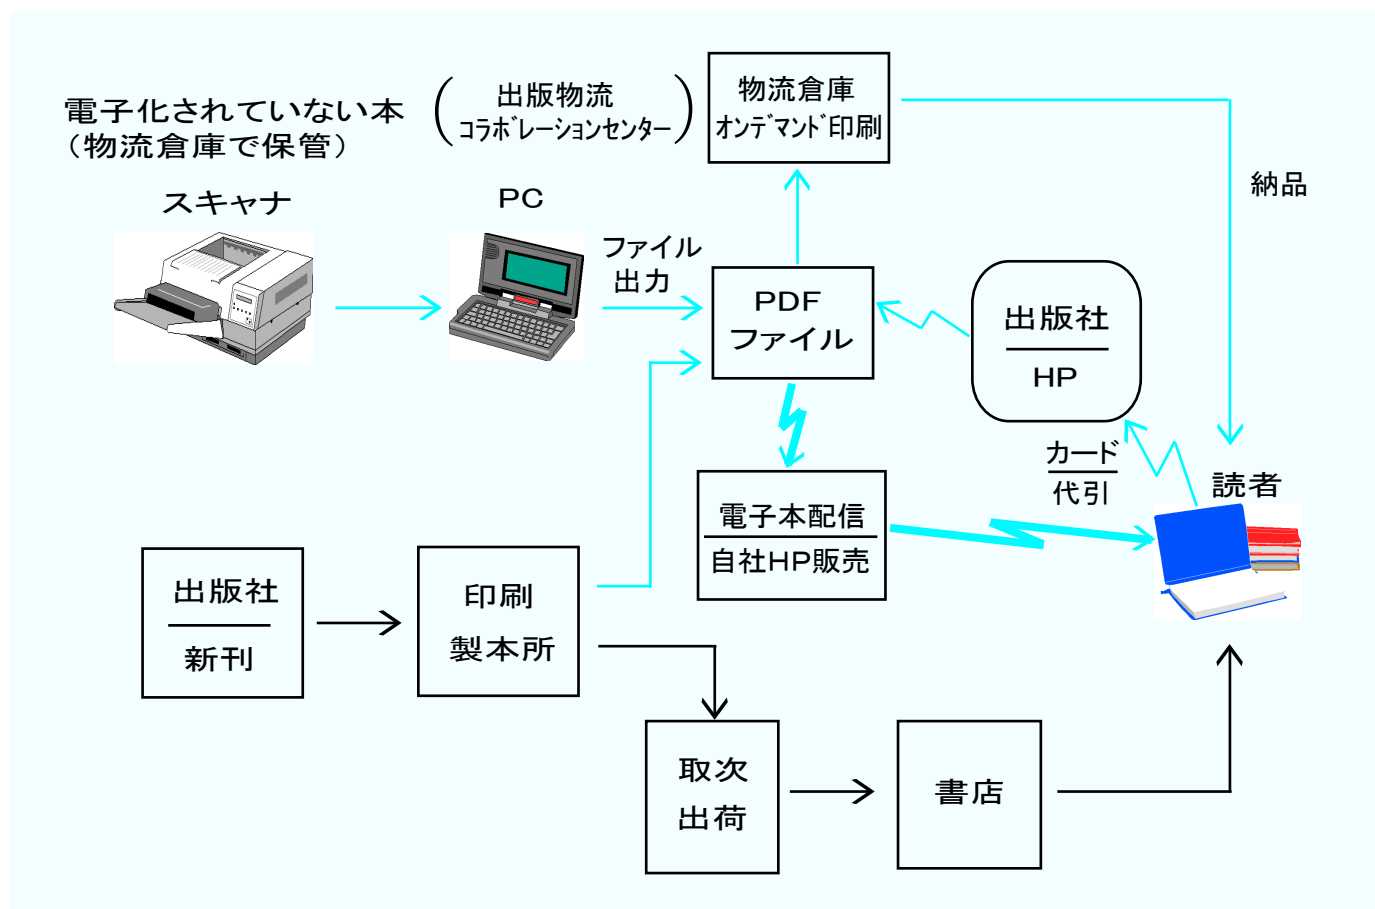 電子化されていない本
（物流倉庫で保管）
出版物流
コラボレーションセンター
物流倉庫
オンデマンド印刷
スキャナ
PC
ファイル
出力
PDF
ファイル
納品
出版社
HP
カード
代引
読者
電子本配信
自社HP販売
出版社
新刊
印刷
製本所
取次
出荷
書店